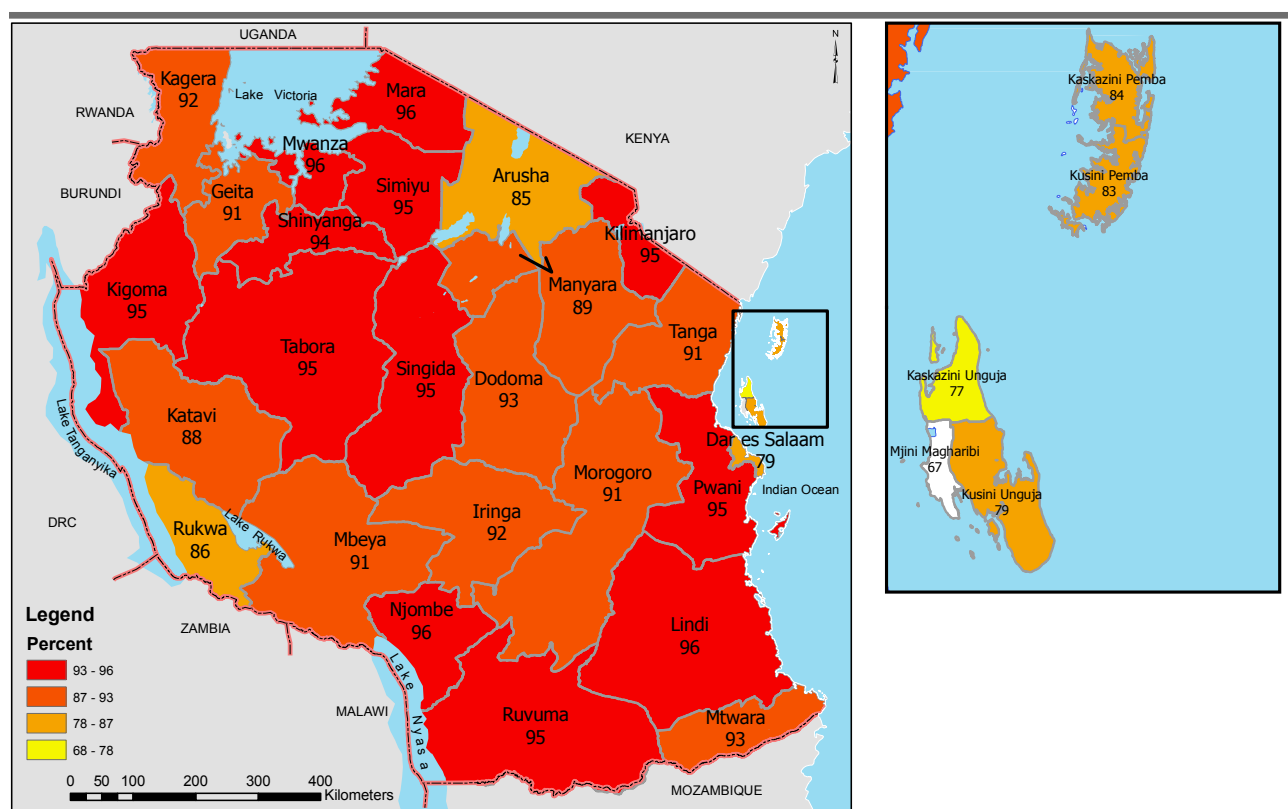 UGANDA
N
Kagera
92
Lake Victoria
Mara
96
RWANDA
KENYA
Mwanza
96
BURUNDI
Geita
91
Simiyu
95
Arusha
85
Shinyanga
94
Kilimanjaro
95
Kigoma
95
Manyara
89
Tanga
91
Tabora
95
Singida
95
Dodoma
93
Katavi
88
Lake Tanganyika
Dar es Salaam
79
Morogoro
91
Pwani
95
Indian Ocean
DRC
Rukwa
86
Lake Rukwa
Mbeya
91
Iringa
92
Njombe
96
Lindi
96
ZAMBIA
Lake Nyasa
MALAWI
Ruvuma
95
Mtwara
93
MOZAMBIQUE
Legend
Percent
93 - 96
87 - 93
78 - 87
68 - 78
0 50 100 200 300 400
Kilometers
Kaskazini Pemba
84
Kusini Pemba
83
Kaskazini Unguja
77
Mjini Magharibi
67
Kusini Unguja
79